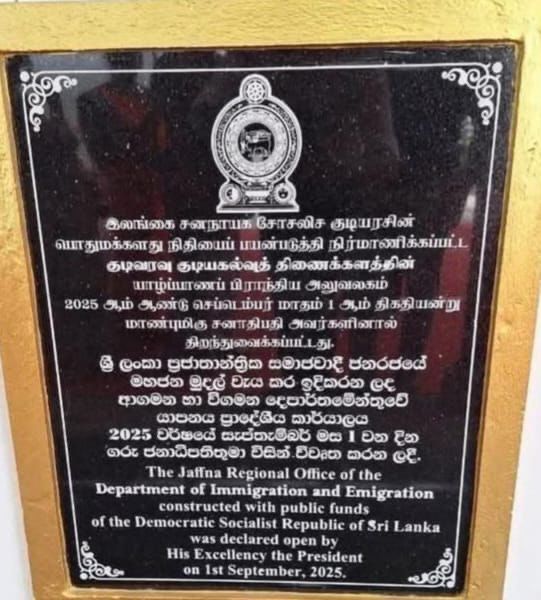 இலங்கை சனநாயக சோசலிச குடியரசின்
பொதுமக்களது நிதியைப் பயன்படுத்தி நிர்மாணிக்கப்பட்ட
குடிவரவு குடியகல்வுத் திணைக்களத்தின்
யாழ்ப்பாணப் பிராந்திய அலுவலகம்
2025 ஆம் ஆண்டு செப்டெம்பர் மாதம் 1 ஆம் திகதியன்று
மாண்புமிகு சனாதிபதி அவர்களினால்
திறந்துவைக்கப்பட்டது.
ශ්‍රී ලංකා ප්‍රජාතාන්ත්‍රික සමාජවාදී ජනරජයේ
මහජන මුදල් වැය කර ඉදිකරන ලද
ආගමන හා විගමන දෙපාර්තමේන්තුවේ
යාපනය ප්‍රාදේශීය කාර්යාලය
2025 වර්ෂයේ සැප්තැම්බර් මස 1 වන දින
ගරු ජනාධිපතිතුමා විසින් විවෘත කරන ලදී.
The Jaffna Regional Office of the
Department of Immigration and Emigration
constructed with public funds
of the Democratic Socialist Republic of Sri Lanka
was declared open by
His Excellency the President
on 1st September, 2025.